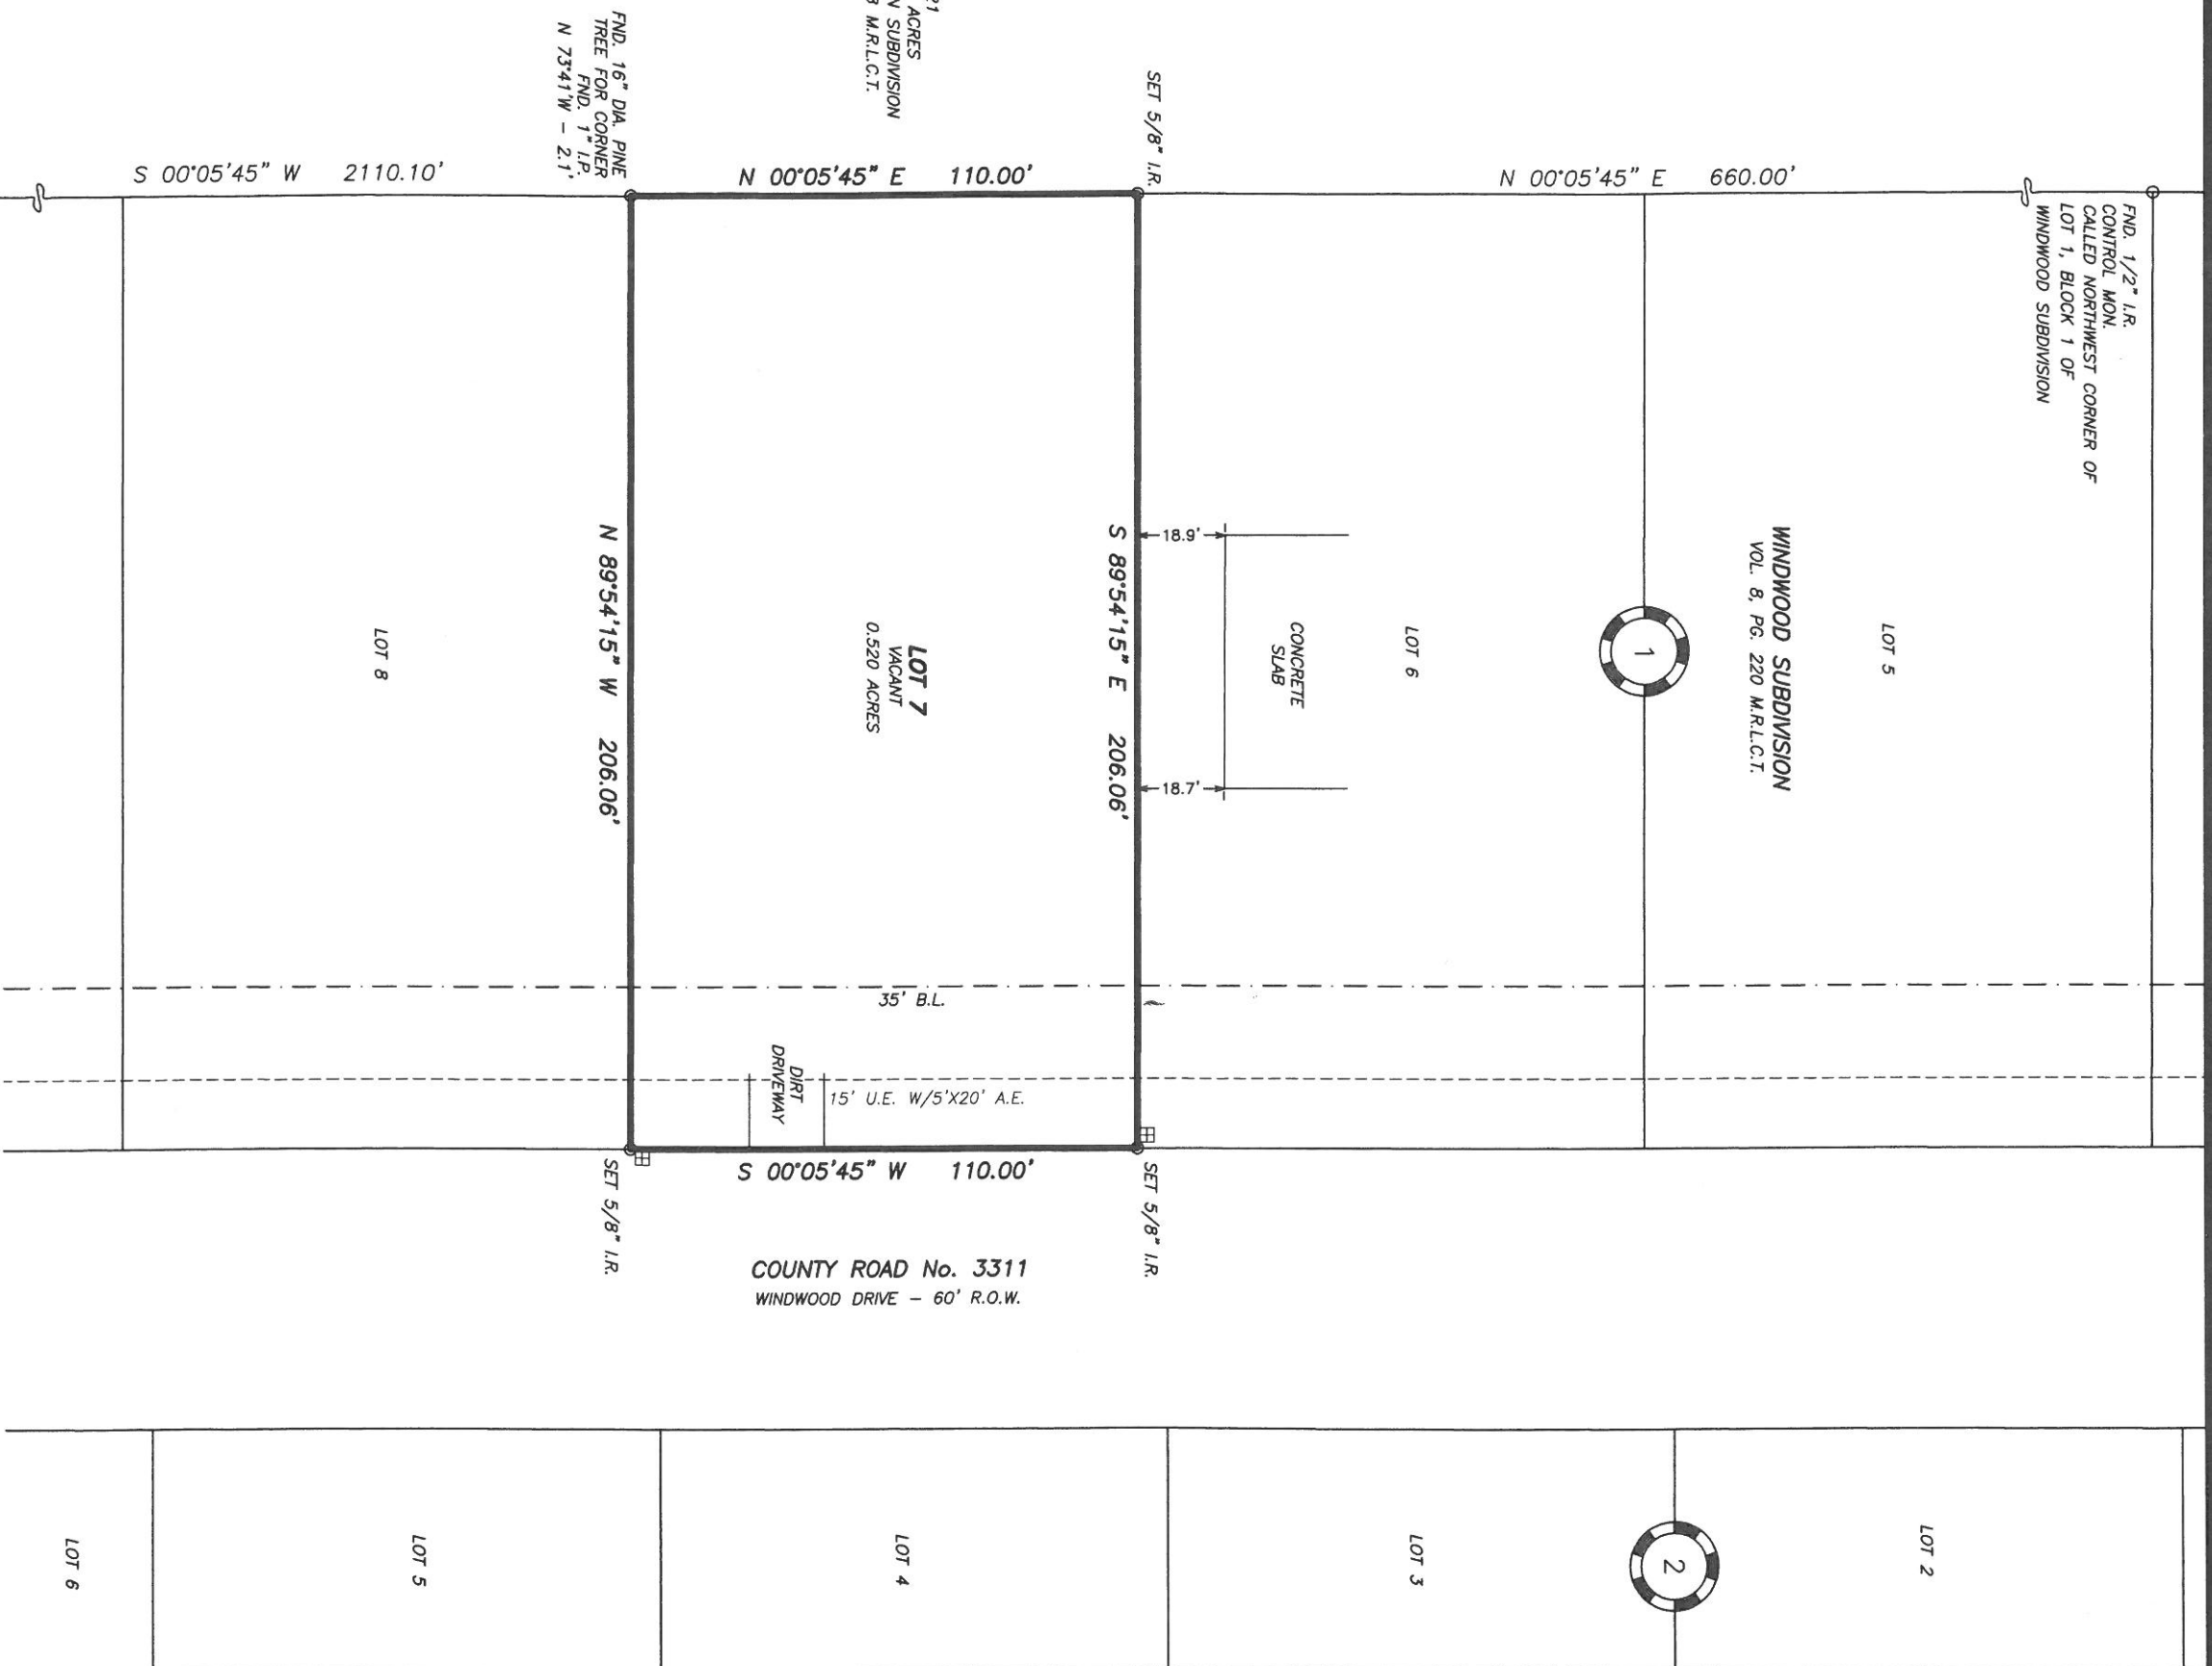 21
ACRES
N SUBDIVISION
M.R.L.C.T.
SET 5/8" I.R.
FND. 16" DIA. PINE
TREE FOR CORNER
FND. 1" I.P.
N 73°41'W - 2.1'
S 00°05'45" W 2110.10'
N 00°05'45" E 110.00'
N 00°05'45" E 660.00'
FND. 1/2" I.R.
CONTROL MON.
CALLED NORTHWEST CORNER OF
LOT 1, BLOCK 1 OF
WINDWOOD SUBDIVISION
WINDWOOD SUBDIVISION
VOL. 8, PG. 220 M.R.L.C.T.
LOT 5
1
LOT 6
CONCRETE
SLAB
18.9'
18.7'
S 89°54'15" E 206.06'
LOT 7
VACANT
0.520 ACRES
N 89°54'15" W 206.06'
LOT 8
35' B.L.
DIRT
DRIVEWAY
15' U.E. W/5'X20' A.E.
S 00°05'45" W 110.00'
SET 5/8" I.R.
SET 5/8" I.R.
COUNTY ROAD No. 3311
WINDWOOD DRIVE - 60' R.O.W.
LOT 6
LOT 5
LOT 4
LOT 3
2
LOT 2